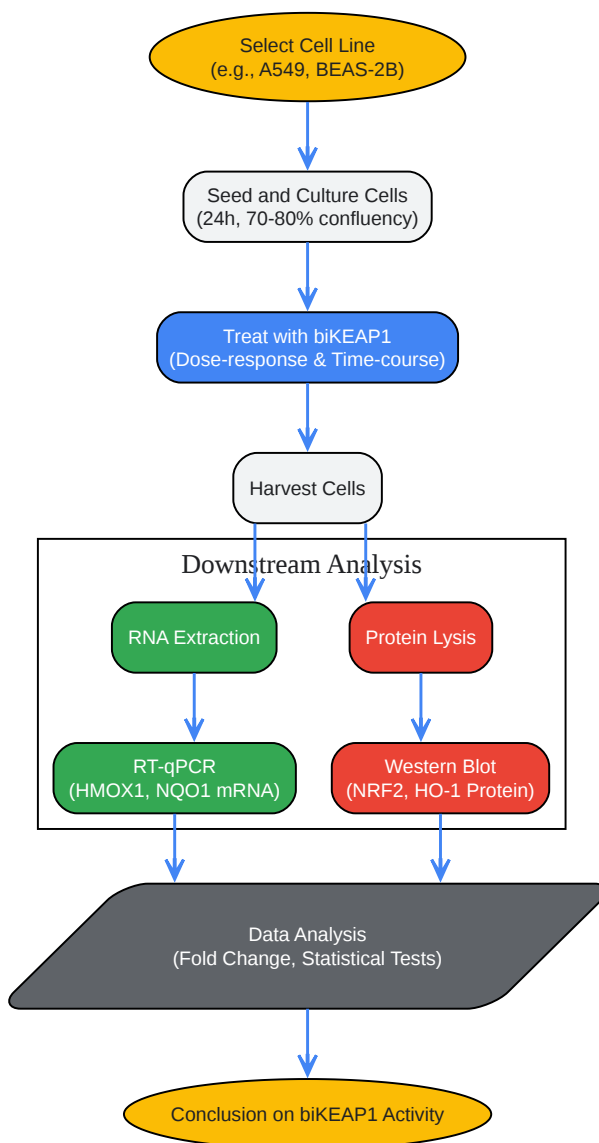 Select Cell Line
(e.g., A549, BEAS-2B)
Seed and Culture Cells
(24h, 70-80% confluency)
Treat with biKEAP1
(Dose-response & Time-course)
Harvest Cells
Downstream Analysis
RNA Extraction
Protein Lysis
RT-qPCR
(HMOX1, NQO1 mRNA)
Western Blot
(NRF2, HO-1 Protein)
Data Analysis
(Fold Change, Statistical Tests)
Conclusion on biKEAP1 Activity